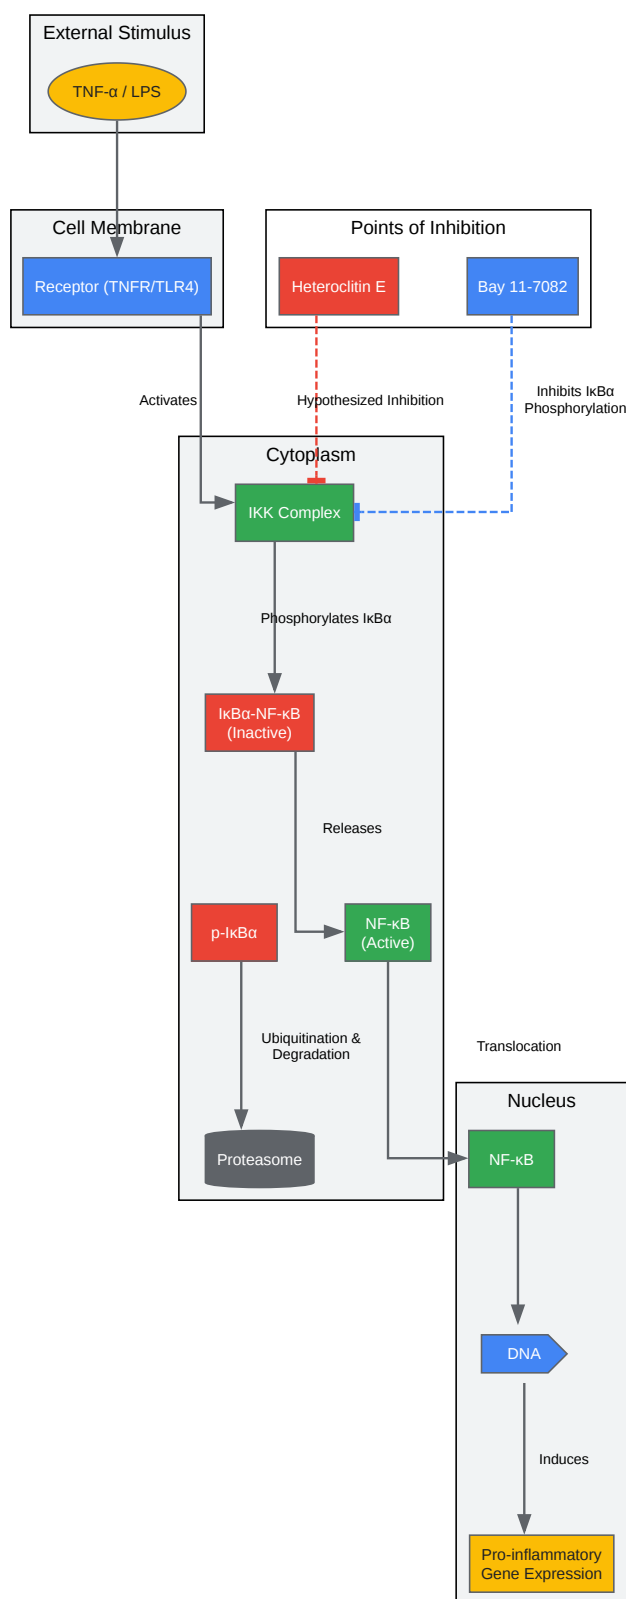 External Stimulus
TNF-α / LPS
Cell Membrane
Receptor (TNFR/TLR4)
Points of Inhibition
Heteroclitin E
Bay 11-7082
Activates
Hypothesized Inhibition
Inhibits IκBα
Phosphorylation
Cytoplasm
IKK Complex
Phosphorylates IκBα
IκBα-NF-κB
(Inactive)
Releases
p-IκBα
NF-κB
(Active)
Ubiquitination &
Degradation
Translocation
Proteasome
Nucleus
NF-κB
DNA
Induces
Pro-inflammatory
Gene Expression